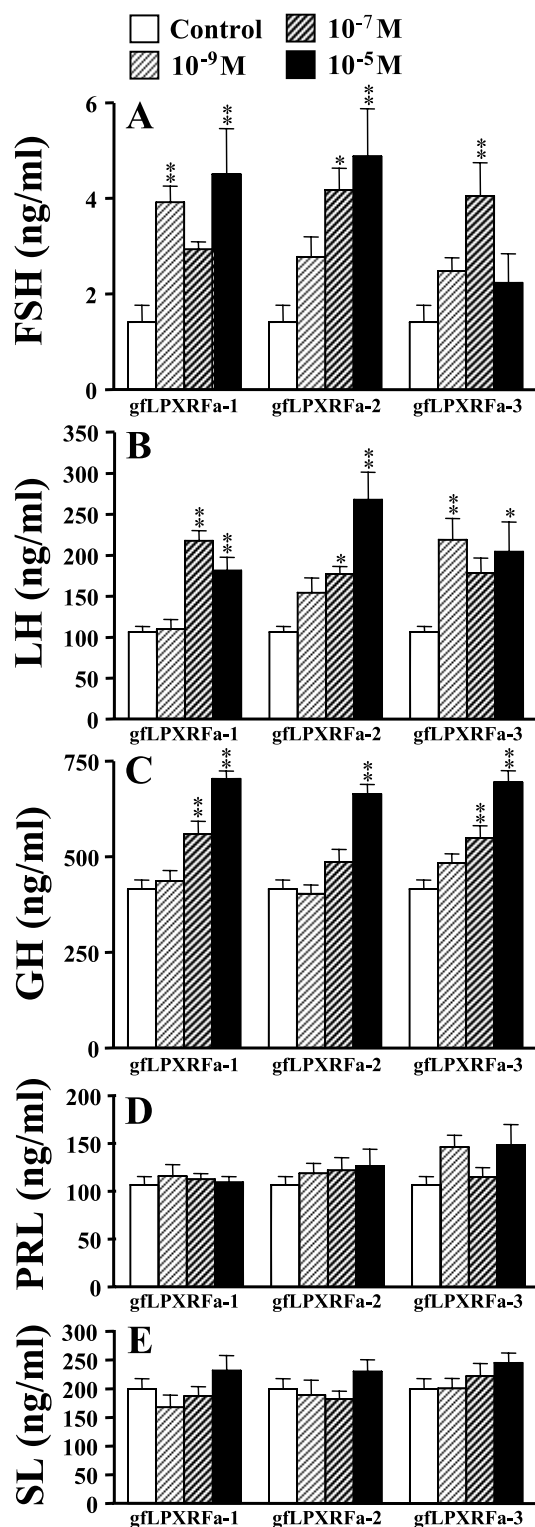 Control 10⁻⁷ M
10⁻⁹ M 10⁻⁵ M
A
FSH (ng/ml)
6
4
2
0
** ** * ** **
gfLPXRFa-1 gfLPXRFa-2 gfLPXRFa-3
B
LH (ng/ml)
350
300
250
200
150
100
50
0
** ** * ** ** *
gfLPXRFa-1 gfLPXRFa-2 gfLPXRFa-3
C
GH (ng/ml)
750
500
250
0
** ** ** ** **
gfLPXRFa-1 gfLPXRFa-2 gfLPXRFa-3
D
PRL (ng/ml)
200
150
100
50
0
gfLPXRFa-1 gfLPXRFa-2 gfLPXRFa-3
E
SL (ng/ml)
300
250
200
150
100
50
0
gfLPXRFa-1 gfLPXRFa-2 gfLPXRFa-3